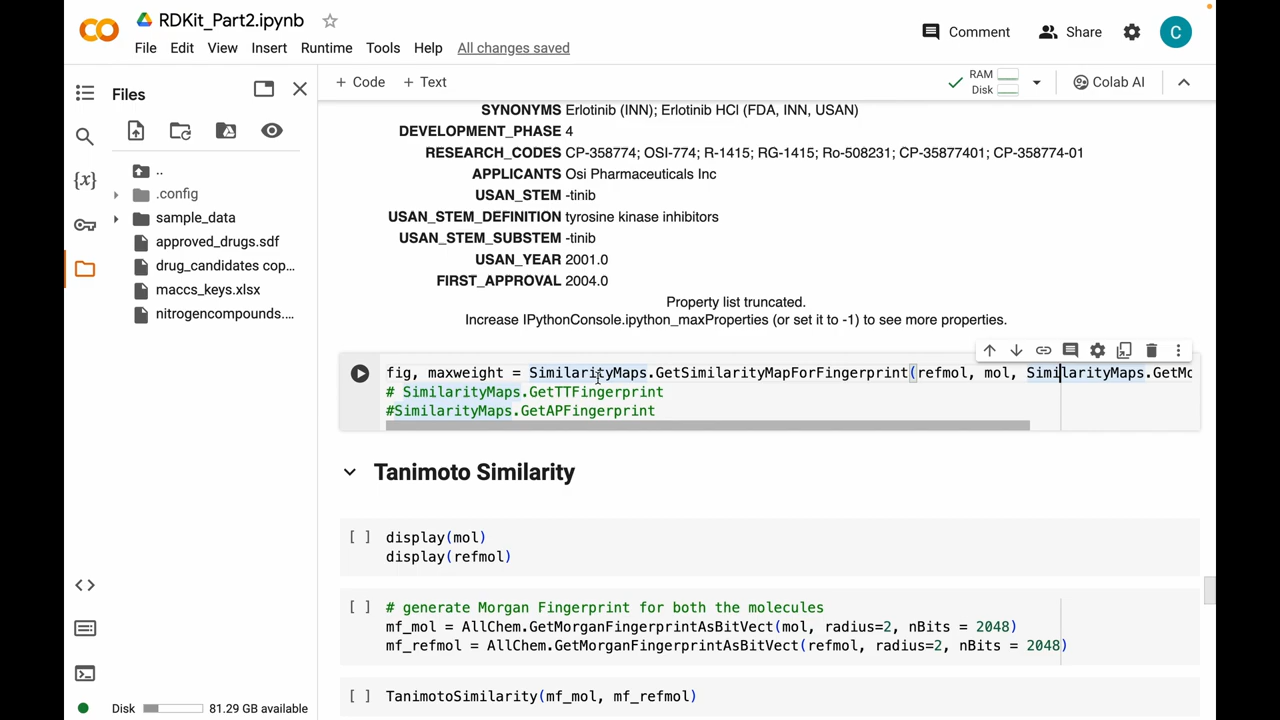 RDKit_Part2.ipynb
File Edit View Insert Runtime Tools Help All changes saved
Comment
Share
C
Files
+ Code + Text
RAM
Disk
Colab AI
..
.config
sample_data
approved_drugs.sdf
drug_candidates cop...
maccs_keys.xlsx
nitrogencompounds....
{x}
SYNONYMS Erlotinib (INN); Erlotinib HCl (FDA, INN, USAN)
DEVELOPMENT_PHASE 4
RESEARCH_CODES CP-358774; OSI-774; R-1415; RG-1415; Ro-508231; CP-35877401; CP-358774-01
APPLICANTS Osi Pharmaceuticals Inc
USAN_STEM -tinib
USAN_STEM_DEFINITION tyrosine kinase inhibitors
USAN_STEM_SUBSTEM -tinib
USAN_YEAR 2001.0
FIRST_APPROVAL 2004.0
Property list truncated.
Increase IPythonConsole.ipython_maxProperties (or set it to -1) to see more properties.
fig, maxweight = SimilarityMaps.GetSimilarityMapForFingerprint(refmol, mol, SimilarityMaps.GetMo
# SimilarityMaps.GetTTFingerprint
#SimilarityMaps.GetAPFingerprint
Tanimoto Similarity
[ ] display(mol)
display(refmol)
[ ] # generate Morgan Fingerprint for both the molecules
mf_mol = AllChem.GetMorganFingerprintAsBitVect(mol, radius=2, nBits = 2048)
mf_refmol = AllChem.GetMorganFingerprintAsBitVect(refmol, radius=2, nBits = 2048)
[ ] TanimotoSimilarity(mf_mol, mf_refmol)
Disk 81.29 GB available